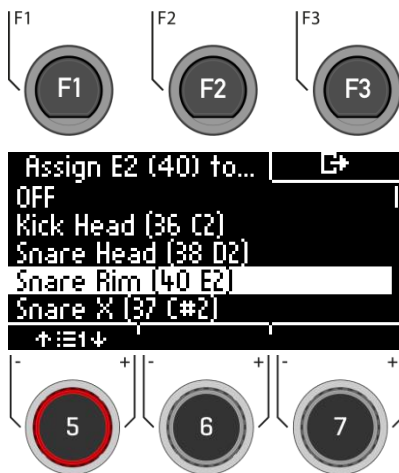 F1 F2 F3
F1 F2 F3
Assign E2 (40) to...
OFF
Kick Head (36 C2)
Snare Head (38 D2)
Snare Rim (40 E2)
Snare X (37 C#2)
↑☰1↓
- + - + - +
5 6 7